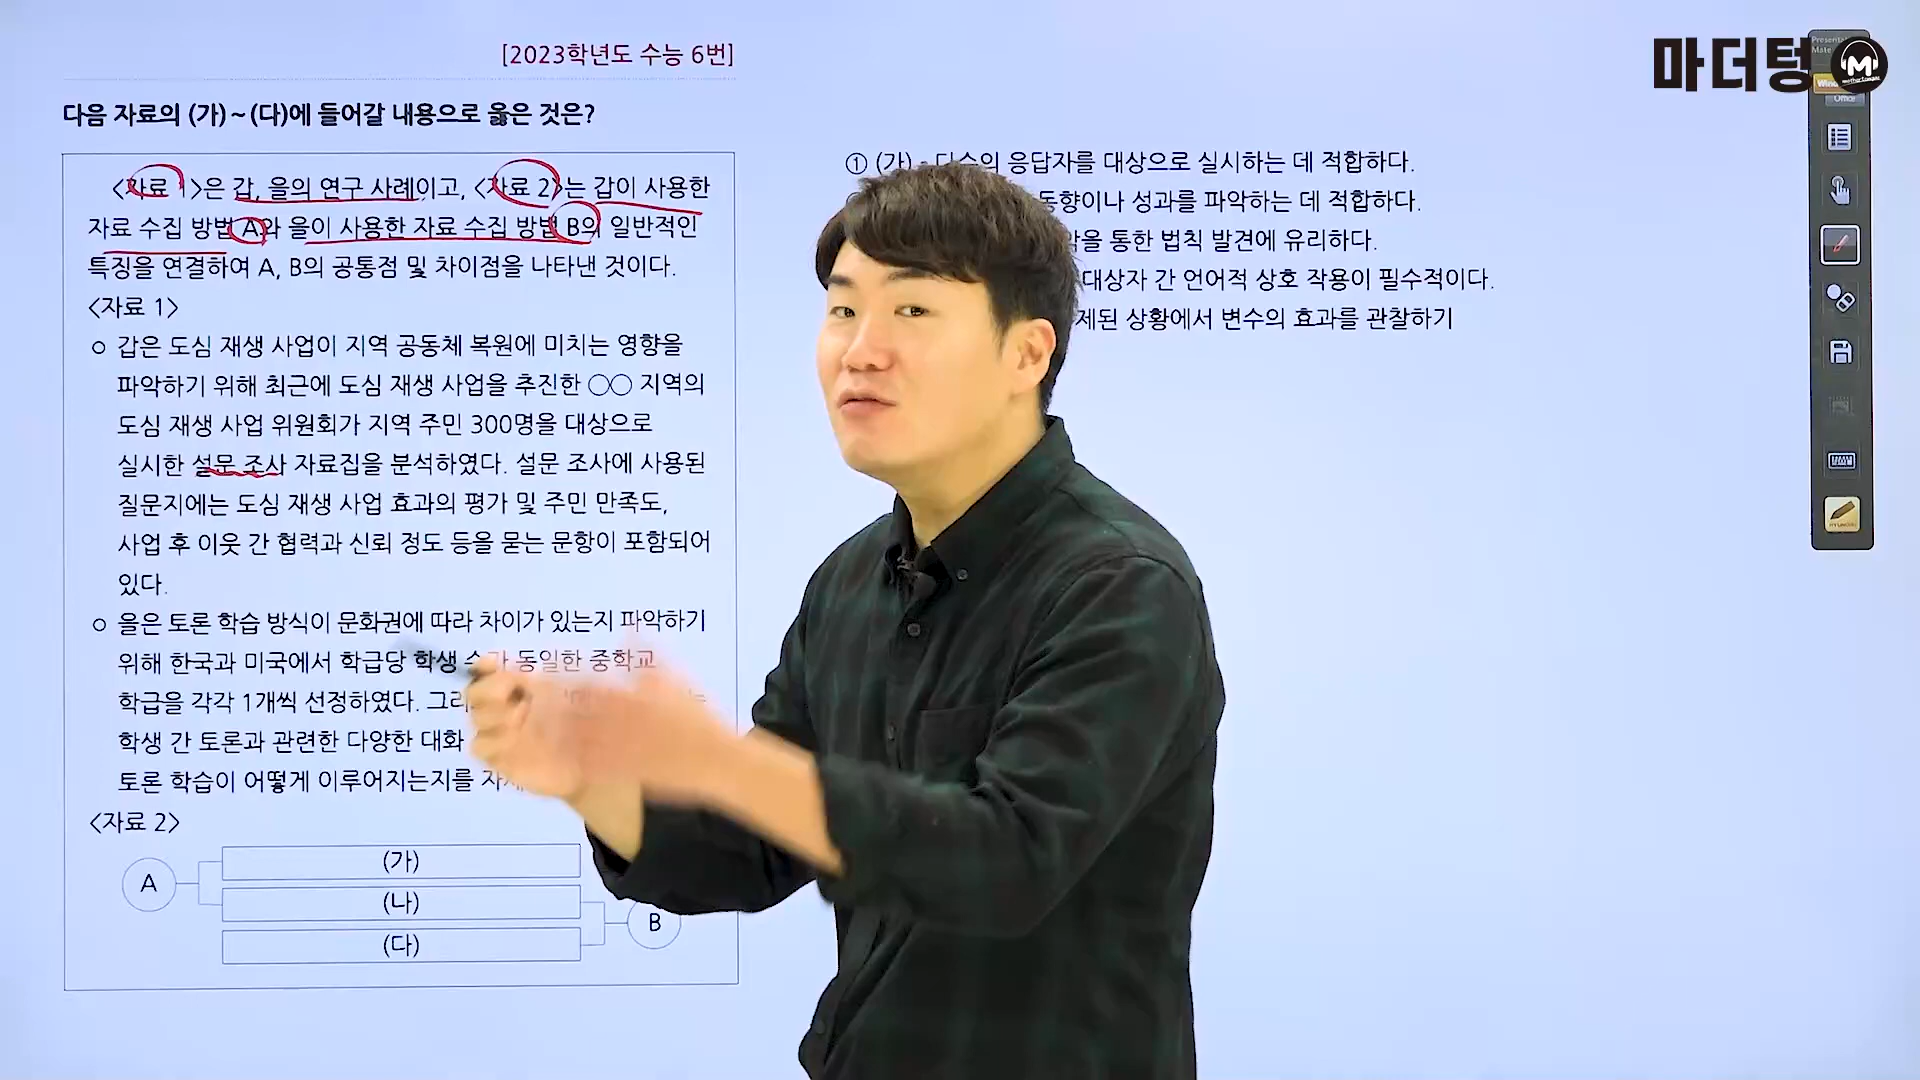 [2023학년도 수능 6번]
마더텅
다음 자료의 (가)~(다)에 들어갈 내용으로 옳은 것은?
<자료 1>은 갑, 을의 연구 사례이고, <자료 2>는 갑이 사용한
자료 수집 방법 A와 을이 사용한 자료 수집 방법 B의 일반적인
특징을 연결하여 A, B의 공통점 및 차이점을 나타낸 것이다.
<자료 1>
○ 갑은 도심 재생 사업이 지역 공동체 복원에 미치는 영향을
파악하기 위해 최근에 도심 재생 사업을 추진한 ○○ 지역의
도심 재생 사업 위원회가 지역 주민 300명을 대상으로
실시한 설문 조사 자료집을 분석하였다. 설문 조사에 사용된
질문지에는 도심 재생 사업 효과의 평가 및 주민 만족도,
사업 후 이웃 간 협력과 신뢰 정도 등을 묻는 문항이 포함되어
있다.
○ 을은 토론 학습 방식이 문화권에 따라 차이가 있는지 파악하기
위해 한국과 미국에서 학급당 학생 수가 동일한 중학교
학급을 각각 1개씩 선정하였다.
학생 간 토론과 관련한 다양한 대화
토론 학습이 어떻게 이루어지는지를
<자료 2>
A
(가)
(나)
(다)
B
① (가) - 다수의 응답자를 대상으로 실시하는 데 적합하다.
동향이나 성과를 파악하는 데 적합하다.
을 통한 법칙 발견에 유리하다.
대상자 간 언어적 상호 작용이 필수적이다.
제된 상황에서 변수의 효과를 관찰하기
Office